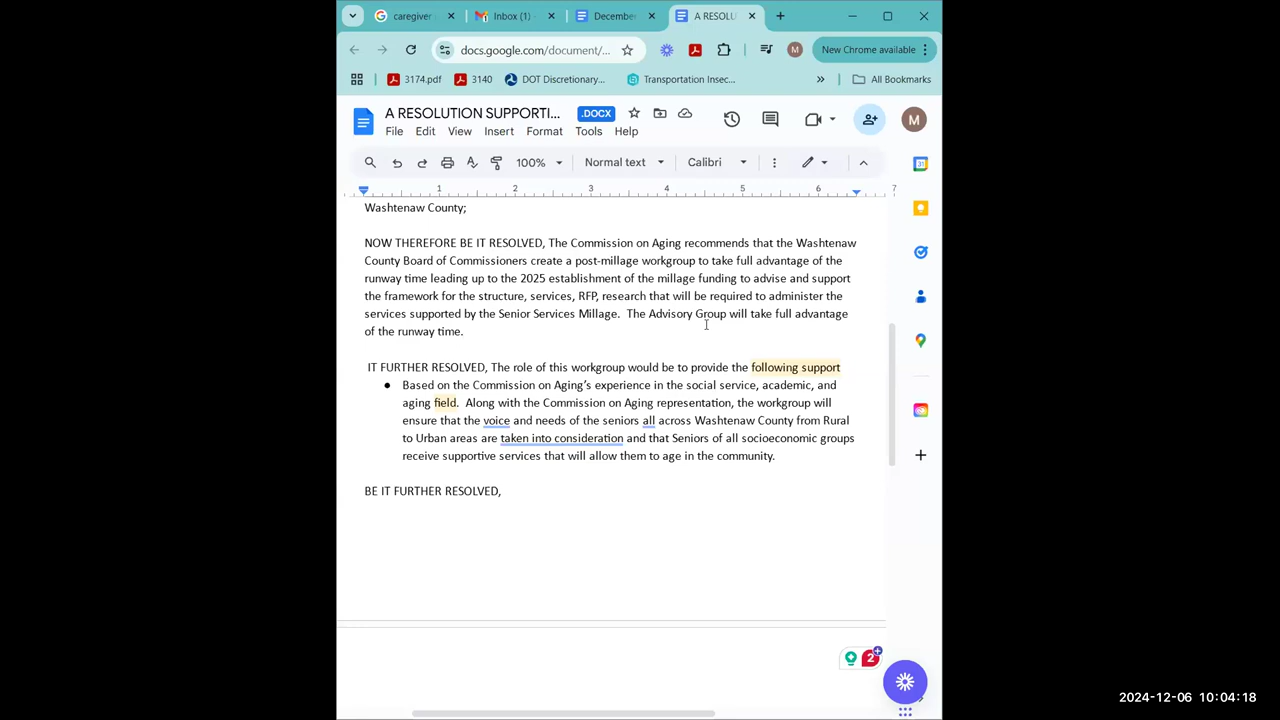 caregiver
Inbox (1)
December
A RESOLU
docs.google.com/document/...
M
New Chrome available
3174.pdf
3140
DOT Discretionary...
Transportation Insec...
»
All Bookmarks
A RESOLUTION SUPPORTI...
.DOCX
File Edit View Insert Format Tools Help
M
100%
Normal text
Calibri
1 2 3 4 5 6 7
Washtenaw County;
NOW THEREFORE BE IT RESOLVED, The Commission on Aging recommends that the Washtenaw
County Board of Commissioners create a post-millage workgroup to take full advantage of the
runway time leading up to the 2025 establishment of the millage funding to advise and support
the framework for the structure, services, RFP, research that will be required to administer the
services supported by the Senior Services Millage.  The Advisory Group will take full advantage
of the runway time.
IT FURTHER RESOLVED, The role of this workgroup would be to provide the following support
● Based on the Commission on Aging's experience in the social service, academic, and
aging field.  Along with the Commission on Aging representation, the workgroup will
ensure that the voice and needs of the seniors all across Washtenaw County from Rural
to Urban areas are taken into consideration and that Seniors of all socioeconomic groups
receive supportive services that will allow them to age in the community.
BE IT FURTHER RESOLVED,
2
2024-12-06 10:04:18